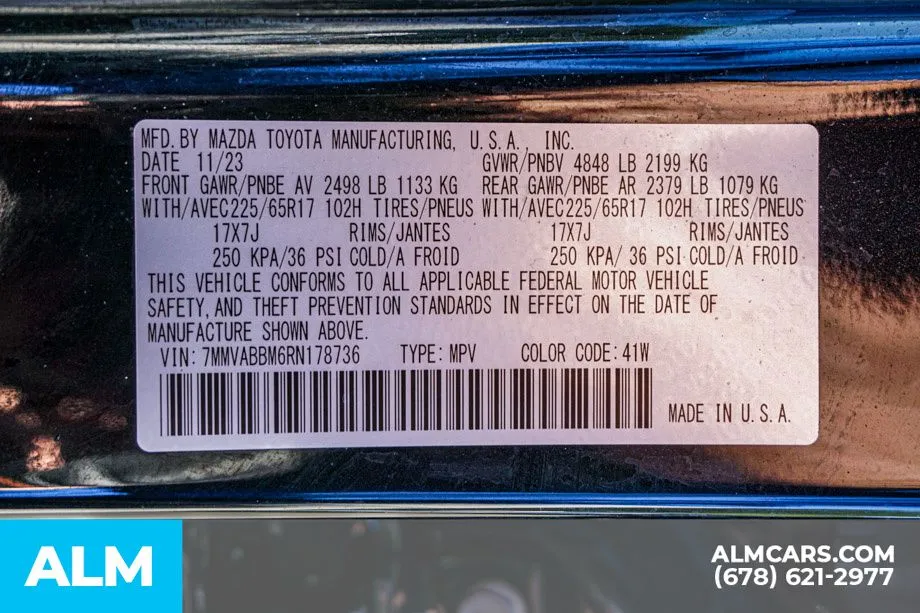 MFD. BY MAZDA TOYOTA MANUFACTURING, U.S.A., INC.
DATE 11/23 GVWR/PNBV 4848 LB 2199 KG
FRONT GAWR/PNBE AV 2498 LB 1133 KG REAR GAWR/PNBE AR 2379 LB 1079 KG
WITH/AVEC225/65R17 102H TIRES/PNEUS WITH/AVEC225/65R17 102H TIRES/PNEUS
17X7J RIMS/JANTES 17X7J RIMS/JANTES
250 KPA/36 PSI COLD/A FROID 250 KPA/ 36 PSI COLD/A FROID
THIS VEHICLE CONFORMS TO ALL APPLICABLE FEDERAL MOTOR VEHICLE
SAFETY, AND THEFT PREVENTION STANDARDS IN EFFECT ON THE DATE OF
MANUFACTURE SHOWN ABOVE.
VIN: 7MMVABBM6RN178736 TYPE: MPV COLOR CODE: 41W
MADE IN U.S.A.
ALM
ALMCARS.COM
(678) 621-2977